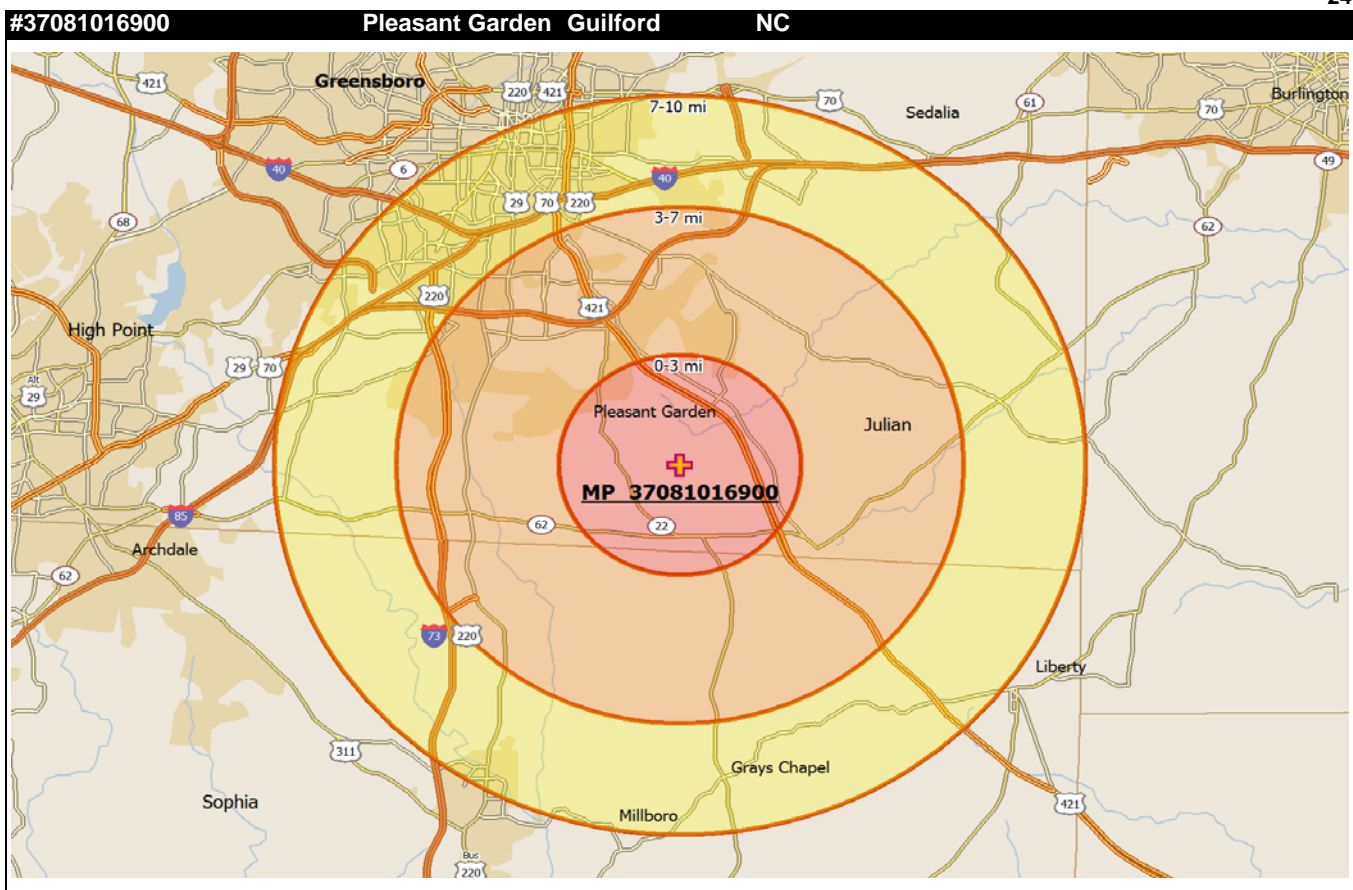 24
#37081016900 Pleasant Garden Guilford NC
421
Greensboro
220 421
7-10 mi
70
Sedalia
61
70
Burlington
40
6
40
49
29 70 220
68
3-7 mi
62
220
421
High Point
29 70
0-3 mi
Alt
29
Pleasant Garden
Julian
MP 37081016900
85
62
22
Archdale
62
73 220
Liberty
311
Grays Chapel
Sophia
Millboro
421
Bus
220